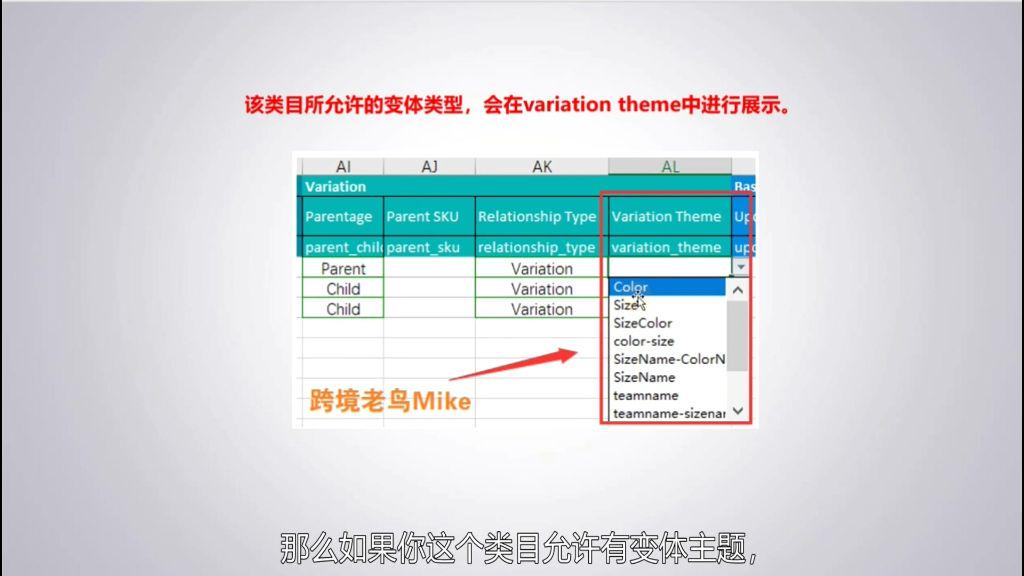 该类目所允许的变体类型，会在variation theme中进行展示。
AI AJ AK AL
Variation Bas
Parentage Parent SKU Relationship Type Variation Theme Upd
parent_child parent_sku relationship_type variation_theme upd
Parent Variation
Child Variation
Child Variation
Color
Size
SizeColor
color-size
SizeName-ColorN
SizeName
teamname
teamname-sizenar
跨境老鸟Mike
那么如果你这个类目允许有变体主题，